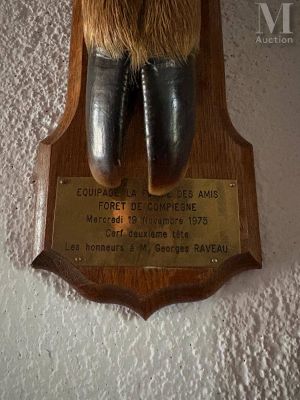 M
Auction
EQUIPAGE LA F   E DES AMIS
FORET DE COMPIEGNE
Mercredi 19 Novembre 1975
Cerf deuxième tête
Les honneurs à M. Georges RAVEAU